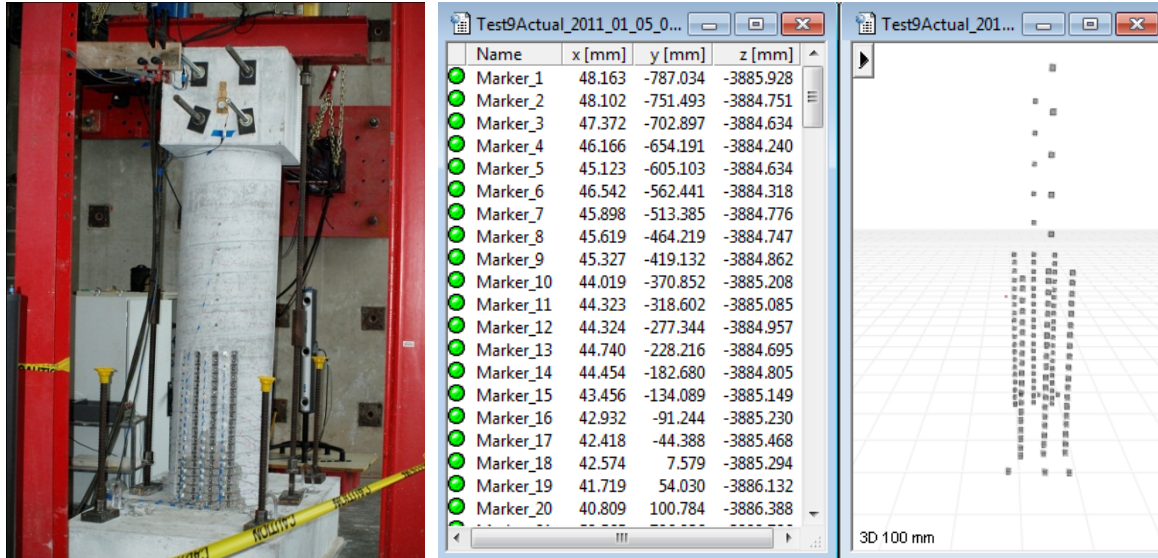 Test9Actual_2011_01_05_0...
Name x [mm] y [mm] z [mm]
Marker_1 48.163 -787.034 -3885.928
Marker_2 48.102 -751.493 -3884.751
Marker_3 47.372 -702.897 -3884.634
Marker_4 46.166 -654.191 -3884.240
Marker_5 45.123 -605.103 -3884.634
Marker_6 46.542 -562.441 -3884.318
Marker_7 45.898 -513.385 -3884.776
Marker_8 45.619 -464.219 -3884.747
Marker_9 45.327 -419.132 -3884.862
Marker_10 44.019 -370.852 -3885.208
Marker_11 44.323 -318.602 -3885.085
Marker_12 44.324 -277.344 -3884.957
Marker_13 44.740 -228.216 -3884.695
Marker_14 44.454 -182.680 -3884.805
Marker_15 43.456 -134.089 -3885.149
Marker_16 42.932 -91.244 -3885.230
Marker_17 42.418 -44.388 -3885.468
Marker_18 42.574 7.579 -3885.294
Marker_19 41.719 54.030 -3886.132
Marker_20 40.809 100.784 -3886.388
Test9Actual_201...
3D 100 mm
CAUTION
CAUTION